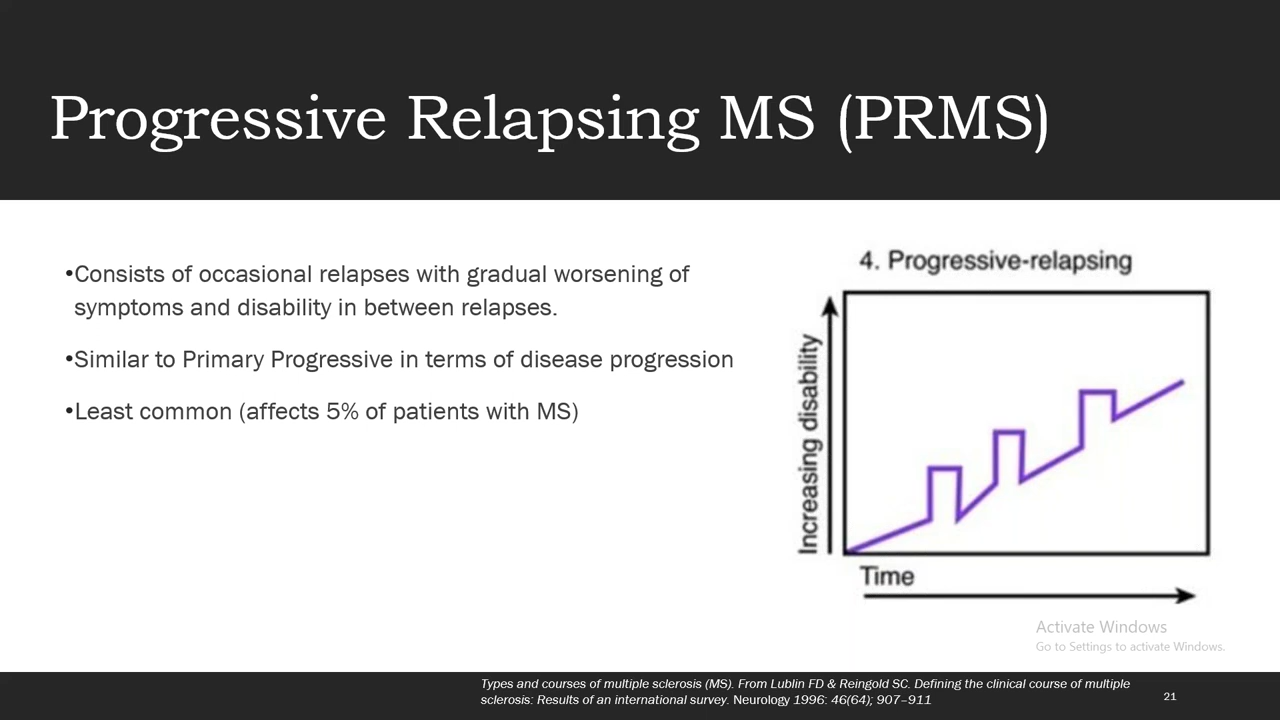 Progressive Relapsing MS (PRMS)
•Consists of occasional relapses with gradual worsening of
symptoms and disability in between relapses.
•Similar to Primary Progressive in terms of disease progression
•Least common (affects 5% of patients with MS)
4. Progressive-relapsing
Increasing disability
Time
Activate Windows
Go to Settings to activate Windows.
Types and courses of multiple sclerosis (MS). From Lublin FD & Reingold SC. Defining the clinical course of multiple
sclerosis: Results of an international survey. Neurology 1996: 46(64); 907–911
21